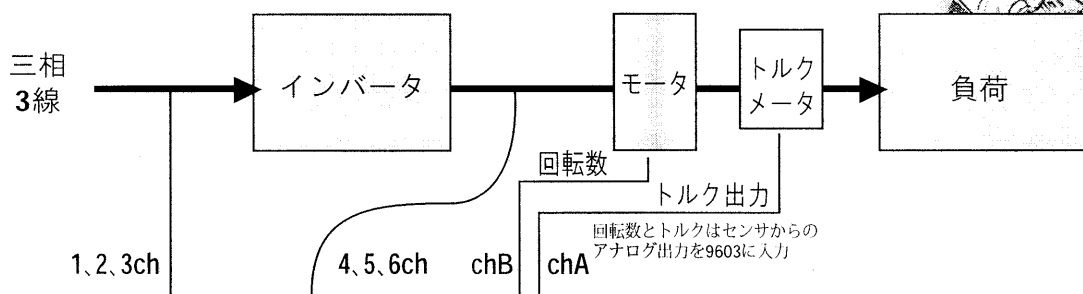 三相
3線
インバータ
モータ
トルク
メータ
負荷
回転数
トルク出力
回転数とトルクはセンサからの
アナログ出力を9603に入力
1、2、3ch
4、5、6ch
chB
chA